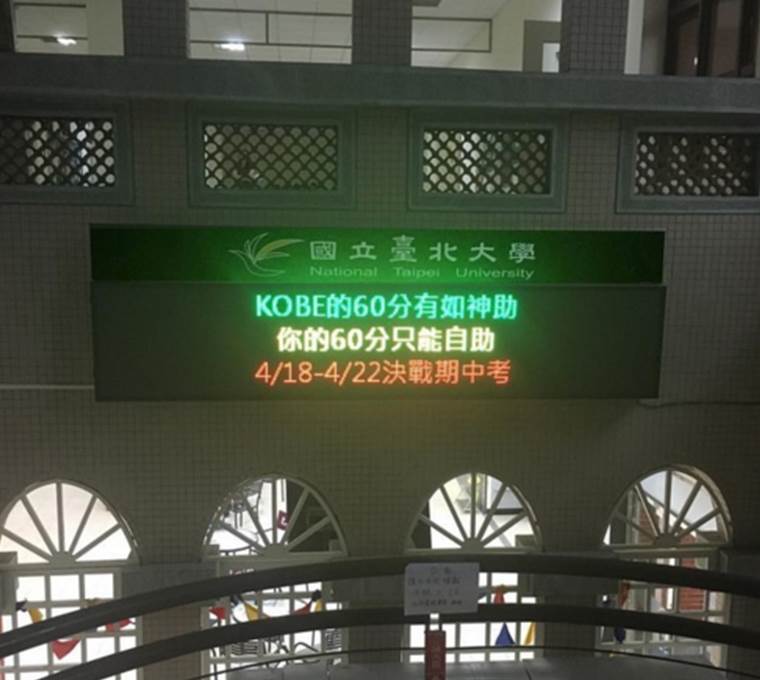 國立臺北大學
National Taipei University
KOBE的60分有如神助
你的60分只能自助
4/18-4/22決戰期中考